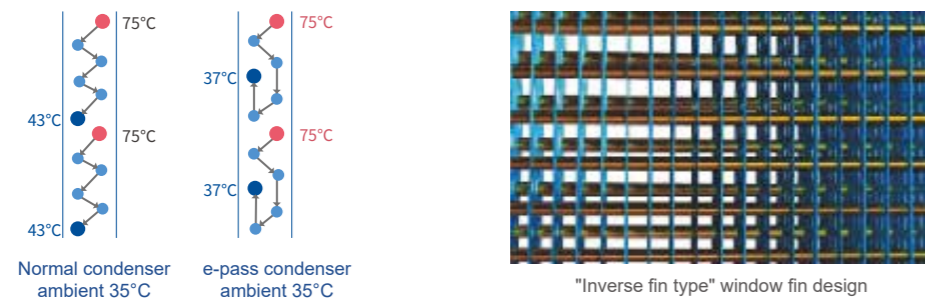 75°C
43°C
75°C
43°C
Normal condenser
ambient 35°C
75°C
37°C
75°C
37°C
e-pass condenser
ambient 35°C
"Inverse fin type" window fin design